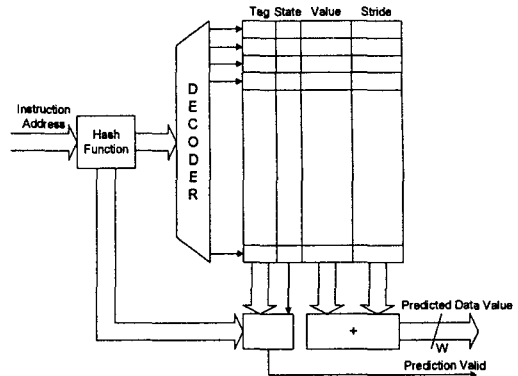 Tag State Value Stride
Instruction
Address
Hash
Function
D
E
C
O
D
E
R
Predicted Data Value
+
W
Prediction Valid